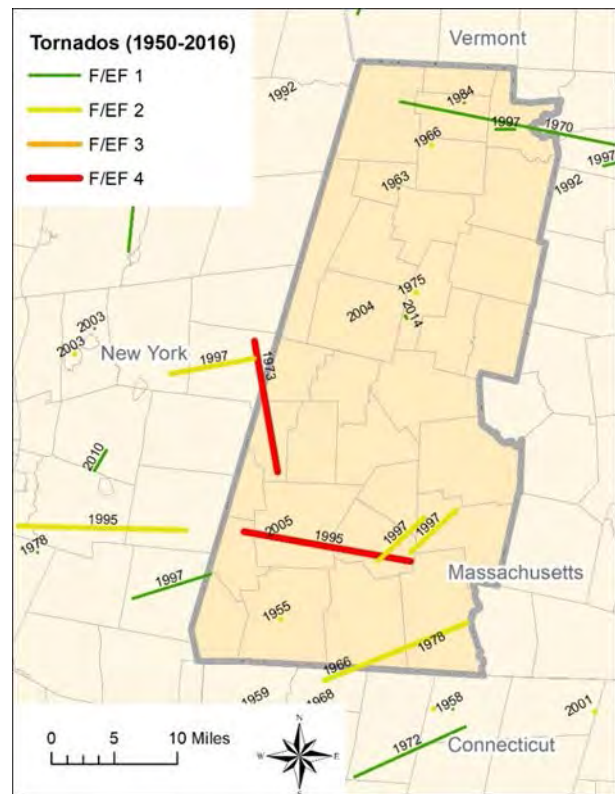 Tornados (1950-2016)
F/EF 1
F/EF 2
F/EF 3
F/EF 4
Vermont
1992
1984
1997
1970
1966
1997
1963
1992
1975
2004
2014
2003
2003
New York
1997
1973
2010
1995
1978
2005
1995
1997
1997
1997
Massachusetts
1955
1978
1966
1959
1968
1958
2001
1972
Connecticut
0 5 10 Miles
N
W E
S